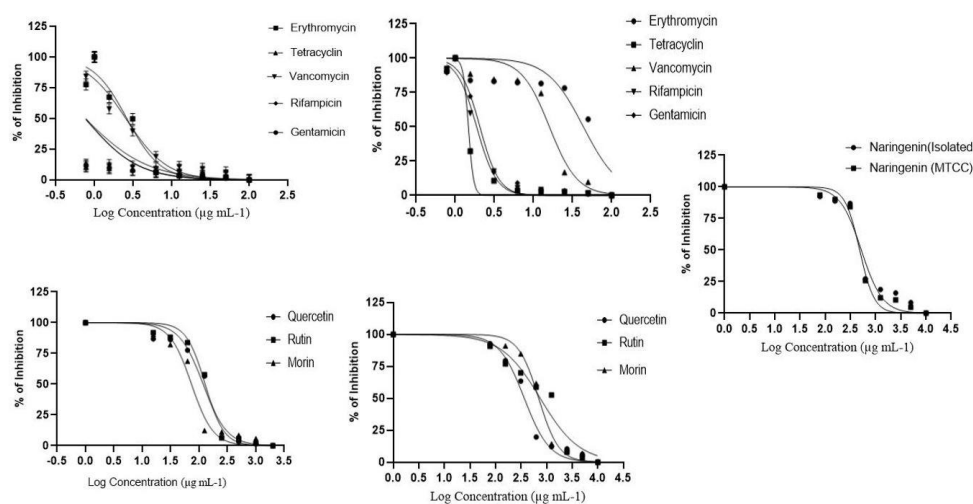 125
100
75
50
25
0
% of Inhibition
-0.5 0.0 0.5 1.0 1.5 2.0 2.5
Log Concentration (µg mL-1)
Erythromycin
Tetracyclin
Vancomycin
Rifampicin
Gentamicin
125
100
75
50
25
0
% of Inhibition
-0.5 0.0 0.5 1.0 1.5 2.0 2.5
Log Concentration (µg mL-1)
Erythromycin
Tetracyclin
Vancomycin
Rifampicin
Gentamicin
125
100
75
50
25
0
% of Inhibition
0.0 0.5 1.0 1.5 2.0 2.5 3.0 3.5 4.0 4.5
Log Concentration (µg mL-1)
Naringenin(Isolated
Naringenin (MTCC)
125
100
75
50
25
0
% of Inhibition
-0.5 0.0 0.5 1.0 1.5 2.0 2.5 3.0 3.5
Log Concentration (µg mL-1)
Quercetin
Rutin
Morin
125
100
75
50
25
0
% of Inhibition
0.0 0.5 1.0 1.5 2.0 2.5 3.0 3.5 4.0 4.5
Log Concentration (µg mL-1)
Quercetin
Rutin
Morin